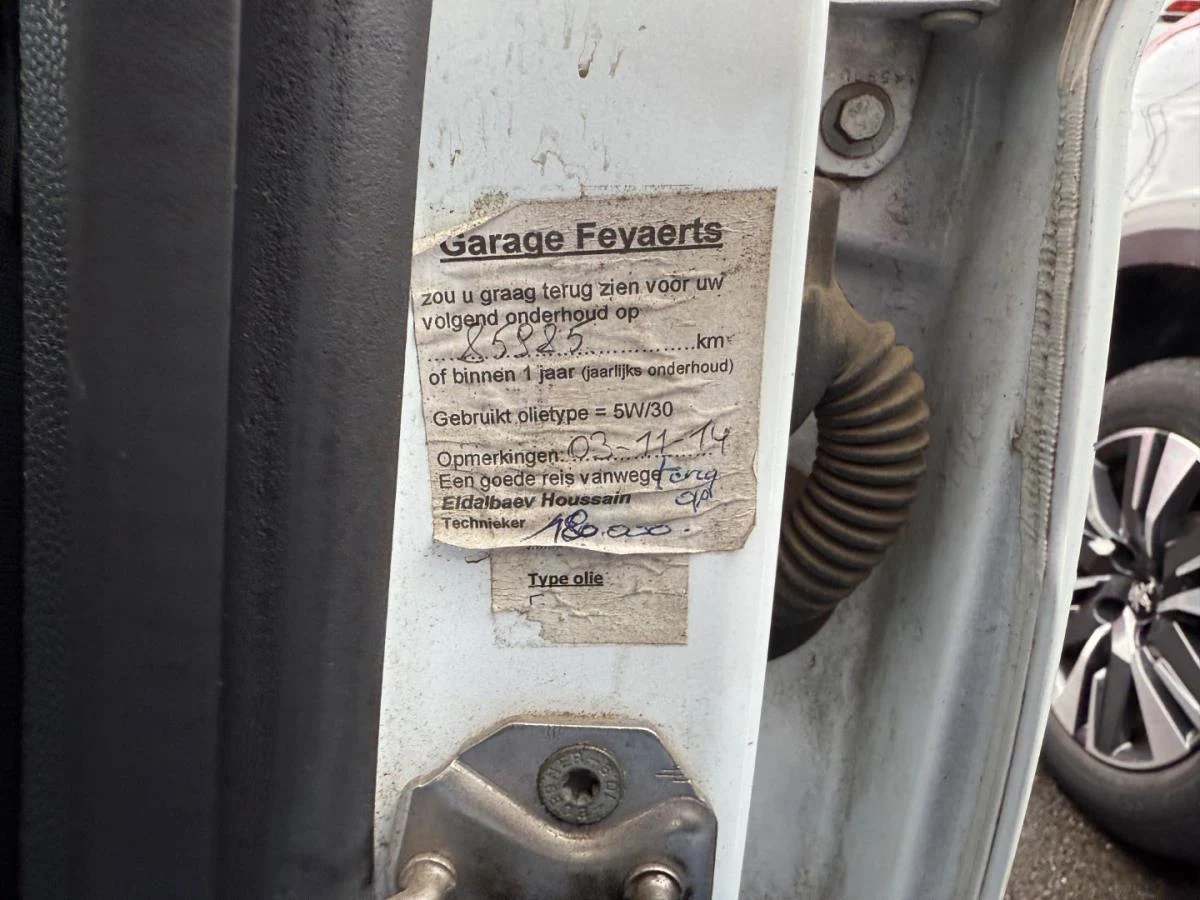 Garage Feyaerts
zou u graag terug zien voor uw
volgend onderhoud op
85985 km
of binnen 1 jaar (jaarlijks onderhoud)
Gebruikt olietype = 5W/30
Opmerkingen: 03-11-14
Een goede reis vanwege
Eldalbaev Houssain
Technieker 180.000.
Type olie